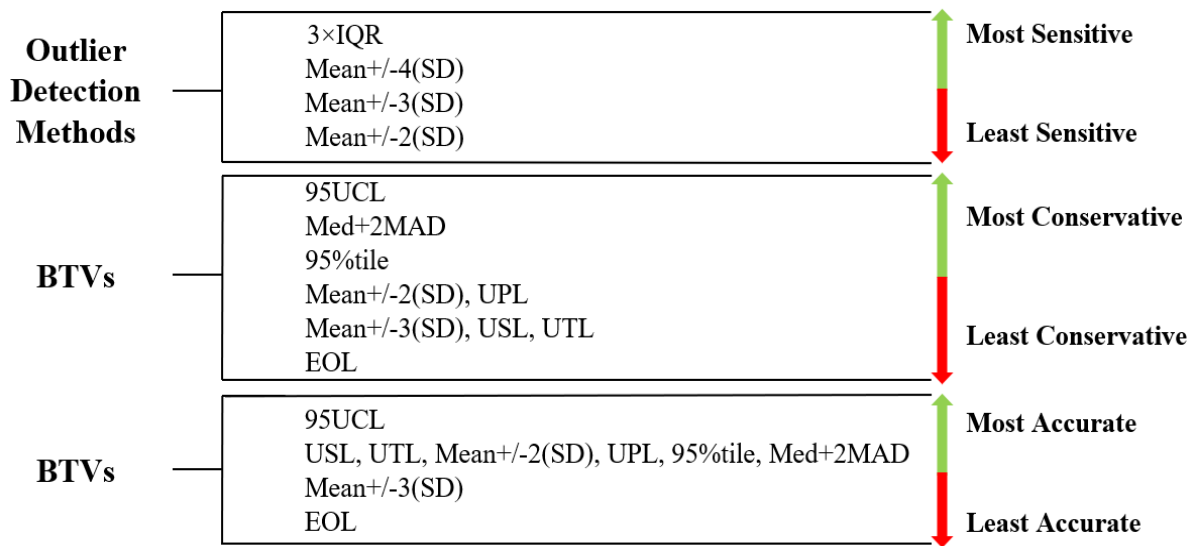 Outlier
Detection
Methods
3×IQR
Mean+/-4(SD)
Mean+/-3(SD)
Mean+/-2(SD)
Most Sensitive
Least Sensitive
BTVs
95UCL
Med+2MAD
95%tile
Mean+/-2(SD), UPL
Mean+/-3(SD), USL, UTL
EOL
Most Conservative
Least Conservative
BTVs
95UCL
USL, UTL, Mean+/-2(SD), UPL, 95%tile, Med+2MAD
Mean+/-3(SD)
EOL
Most Accurate
Least Accurate